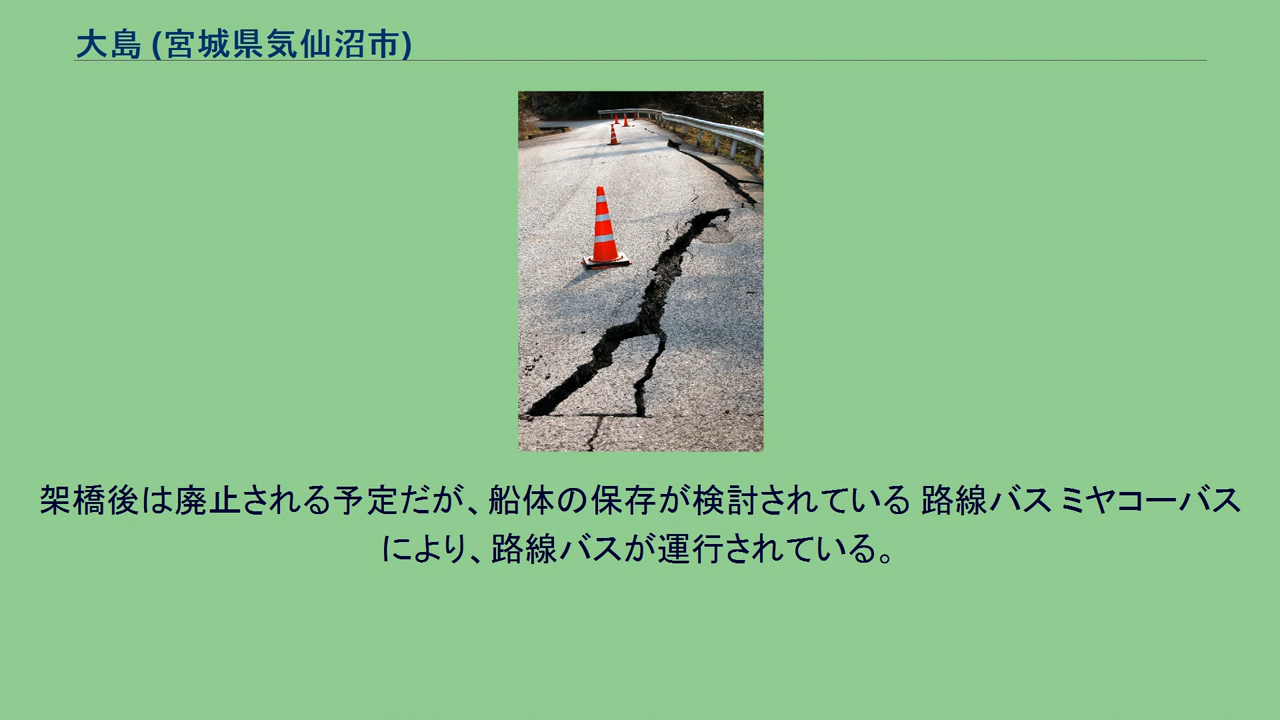 大島 (宮城県気仙沼市)
架橋後は廃止される予定だが、船体の保存が検討されている 路線バス ミヤコーバス
により、路線バスが運行されている。